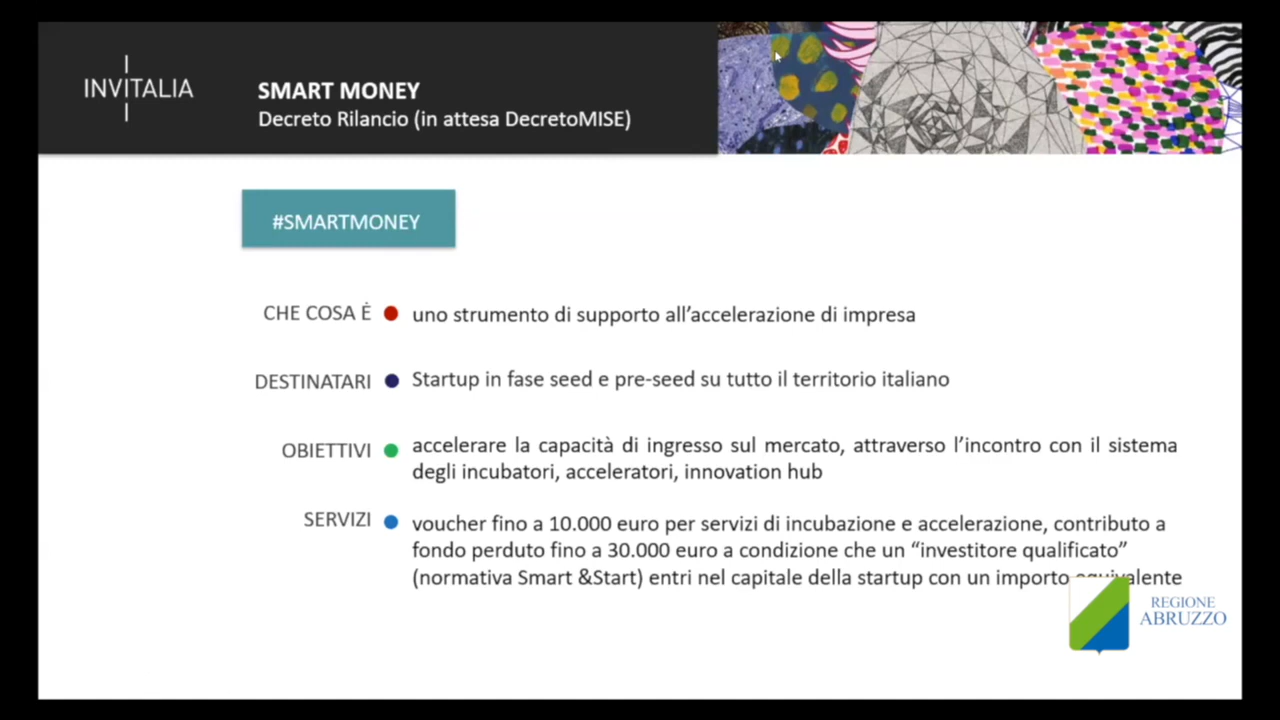 INVITALIA
SMART MONEY
Decreto Rilancio (in attesa DecretoMISE)
#SMARTMONEY
CHE COSA Ė
uno strumento di supporto all’accelerazione di impresa
DESTINATARI
Startup in fase seed e pre-seed su tutto il territorio italiano
OBIETTIVI
accelerare la capacità di ingresso sul mercato, attraverso l’incontro con il sistema
degli incubatori, acceleratori, innovation hub
SERVIZI
voucher fino a 10.000 euro per servizi di incubazione e accelerazione, contributo a
fondo perduto fino a 30.000 euro a condizione che un “investitore qualificato”
(normativa Smart &Start) entri nel capitale della startup con un importo equivalente
REGIONE
ABRUZZO